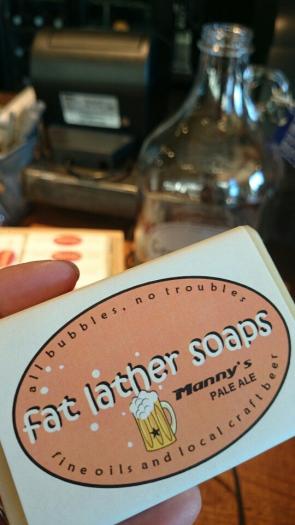 all bubbles, no troubles
fat lather soaps
Manny's
PALE ALE
fine oils and local craft beer